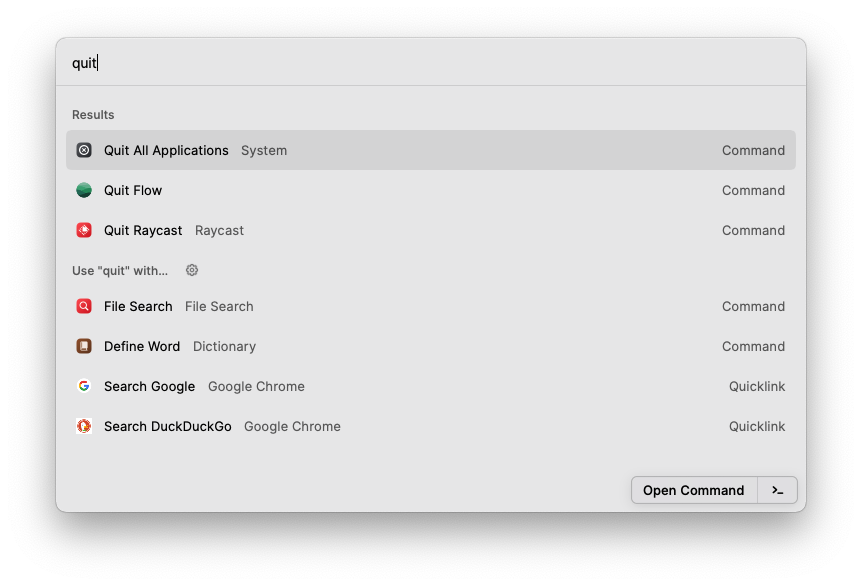 quit
Results
Quit All Applications System Command
Quit Flow Command
Quit Raycast Raycast Command
Use "quit" with...
File Search File Search Command
Define Word Dictionary Command
Search Google Google Chrome Quicklink
Search DuckDuckGo Google Chrome Quicklink
Open Command >_